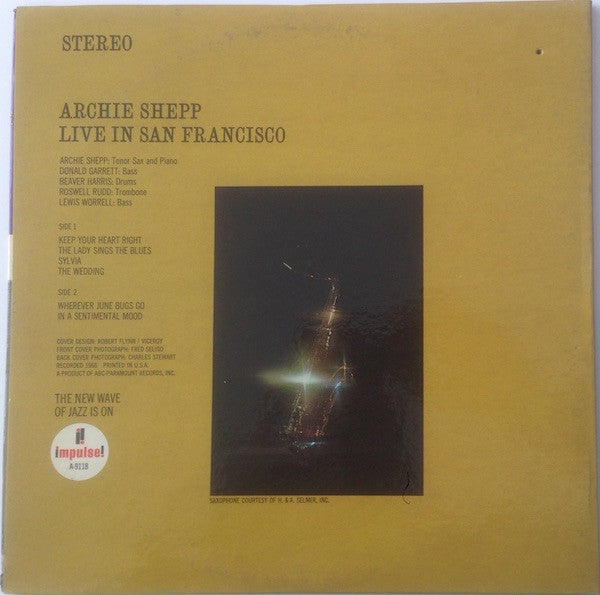 STEREO
ARCHIE SHEPP
LIVE IN SAN FRANCISCO
ARCHIE SHEPP: Tenor Sax and Piano
DONALD GARRETT: Bass
BEAVER HARRIS: Drums
ROSWELL RUDD: Trombone
LEWIS WORRELL: Bass
SIDE 1
KEEP YOUR HEART RIGHT
THE LADY SINGS THE BLUES
SYLVIA
THE WEDDING
SIDE 2
WHEREVER JUNE BUGS GO
IN A SENTIMENTAL MOOD
COVER DESIGN: ROBERT FLYNN / VICEROY
FRONT COVER PHOTOGRAPH: FRED SELIGO
BACK COVER PHOTOGRAPH: CHARLES STEWART
RECORDED 1966 PRINTED IN U.S.A.
A PRODUCT OF ABC-PARAMOUNT RECORDS, INC.
THE NEW WAVE
OF JAZZ IS ON
i!
impulse!
A-9118
SAXOPHONE COURTESY OF H. & A. SELMER, INC.